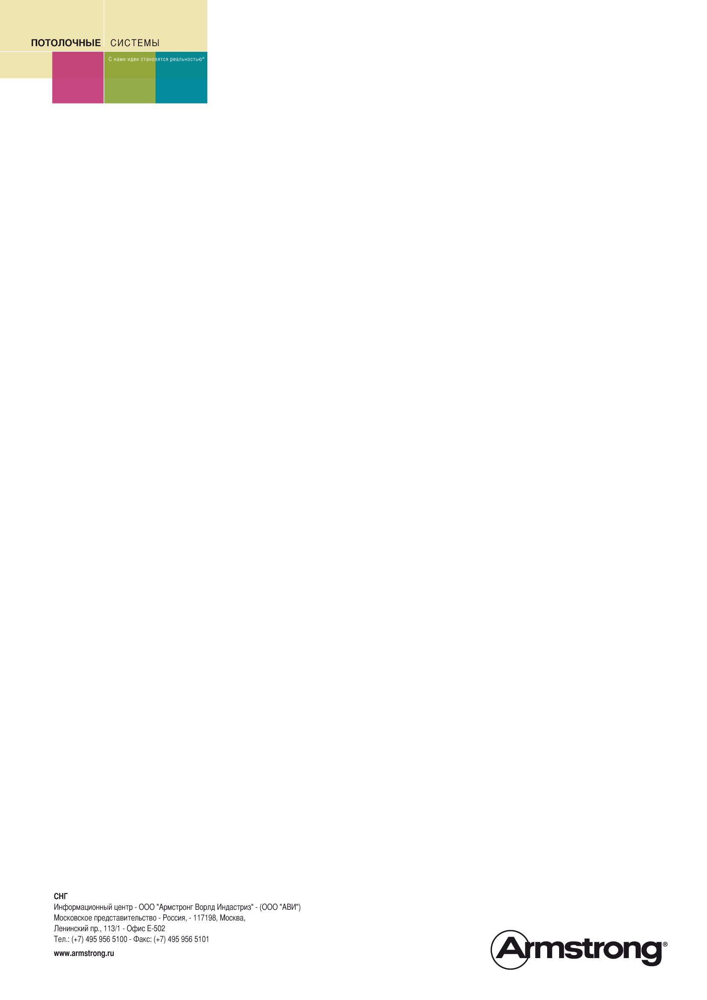 ПОТОЛОЧНЫЕ СИСТЕМЫ
С нами идеи становятся реальностью®
СНГ
Информационный центр - ООО "Армстронг Ворлд Индастриз" - (ООО "АВИ")
Московское представительство - Россия, - 117198, Москва,
Ленинский пр., 113/1 - Офис Е-502
Тел.: (+7) 495 956 5100 - Факс: (+7) 495 956 5101
www.armstrong.ru
Armstrong®